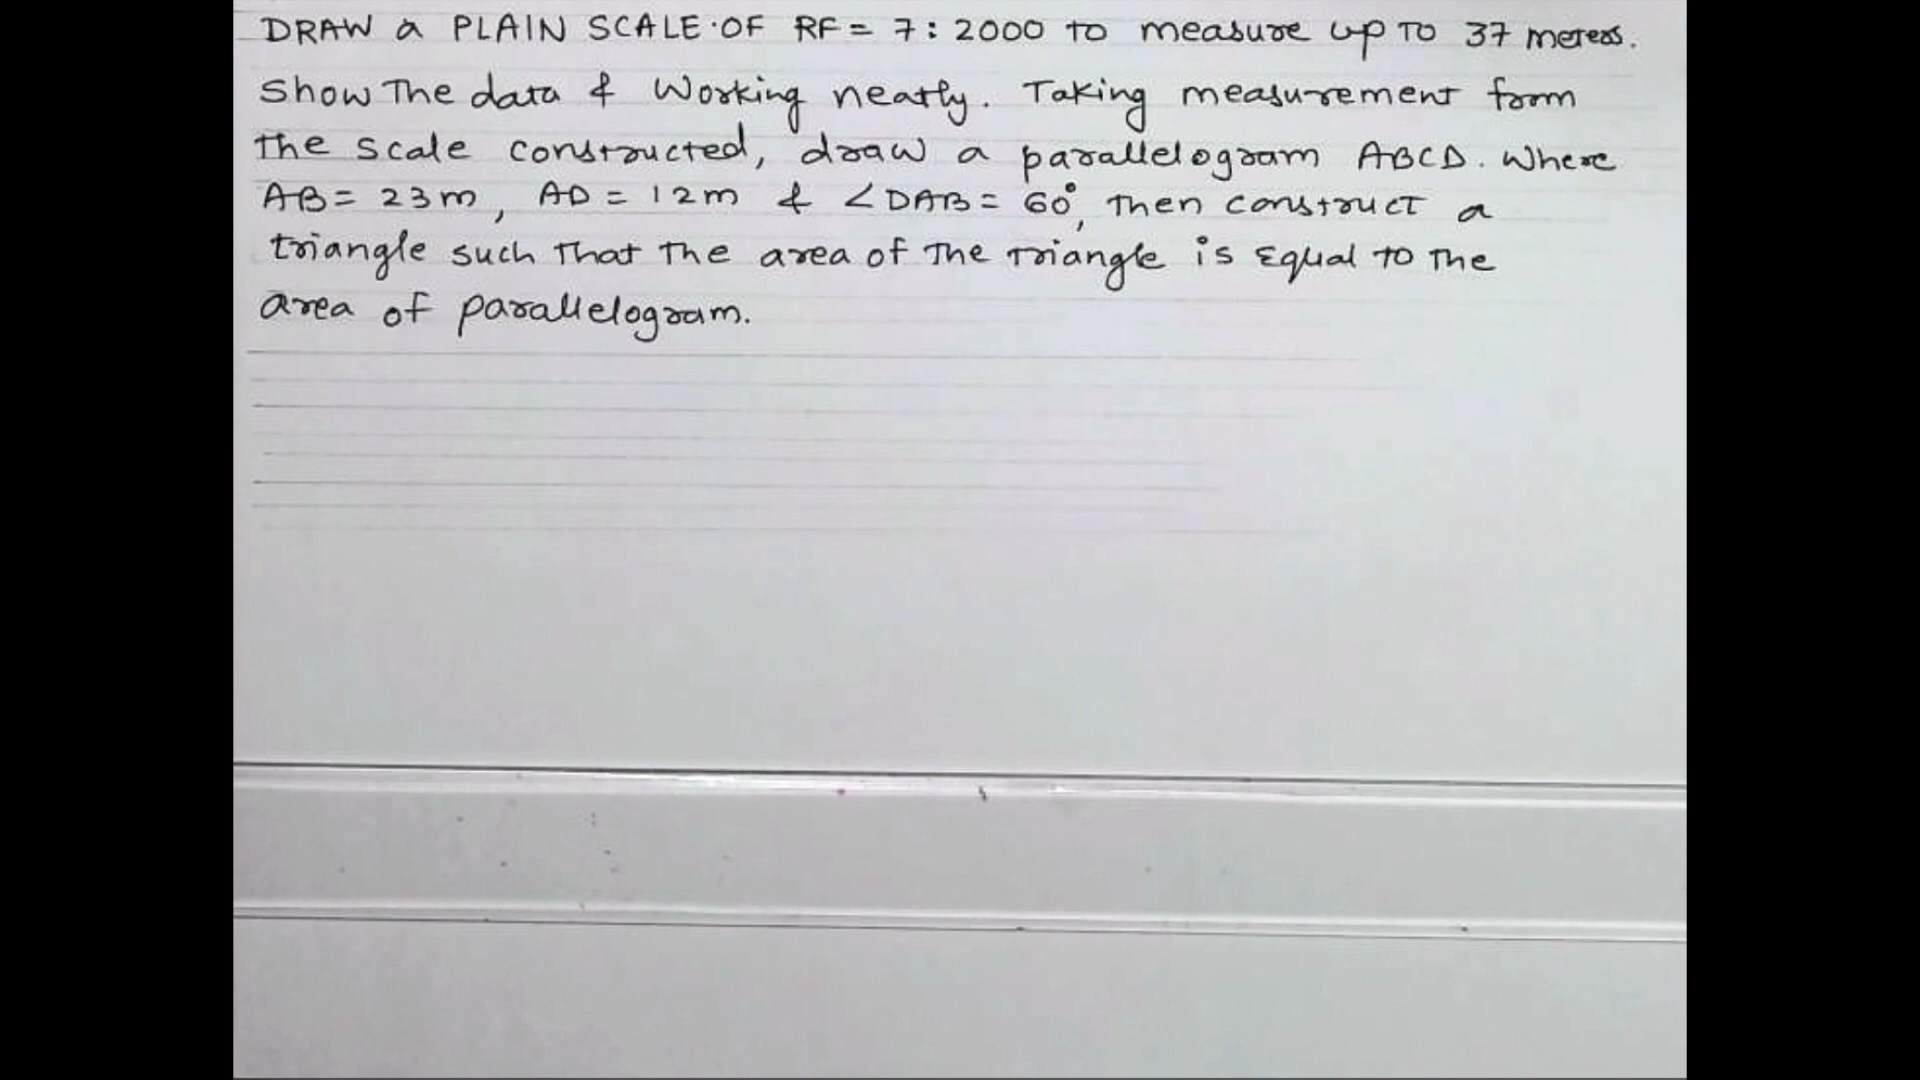 DRAW a PLAIN SCALE OF RF = 7:2000 to measure up TO 37 meters.
Show The data & Working neatly. Taking measurement from
the scale constructed, draw a parallelogram ABCD. Where
AB = 23m, AD = 12m & ∠DAB = 60°, Then construct a
triangle such That The area of The triangle is Equal to The
area of parallelogram.